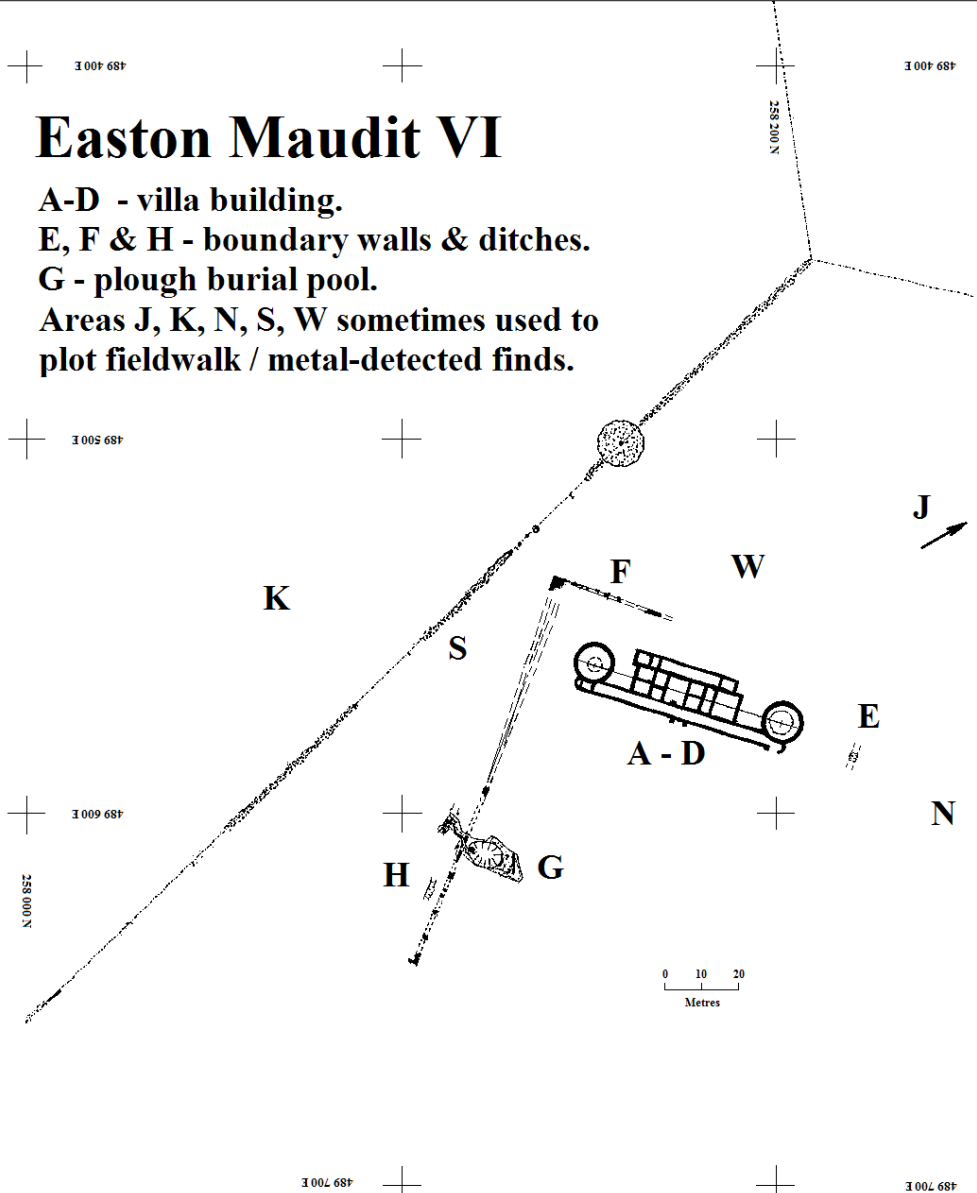 489 400 E
489 400 E
258 200 N
Easton Maudit VI
A-D - villa building.
E, F & H - boundary walls & ditches.
G - plough burial pool.
Areas J, K, N, S, W sometimes used to
plot fieldwalk / metal-detected finds.
489 500 E
J
F
W
K
S
E
A - D
489 600 E
N
H
G
258 000 N
0 10 20
Metres
489 700 E
489 700 E